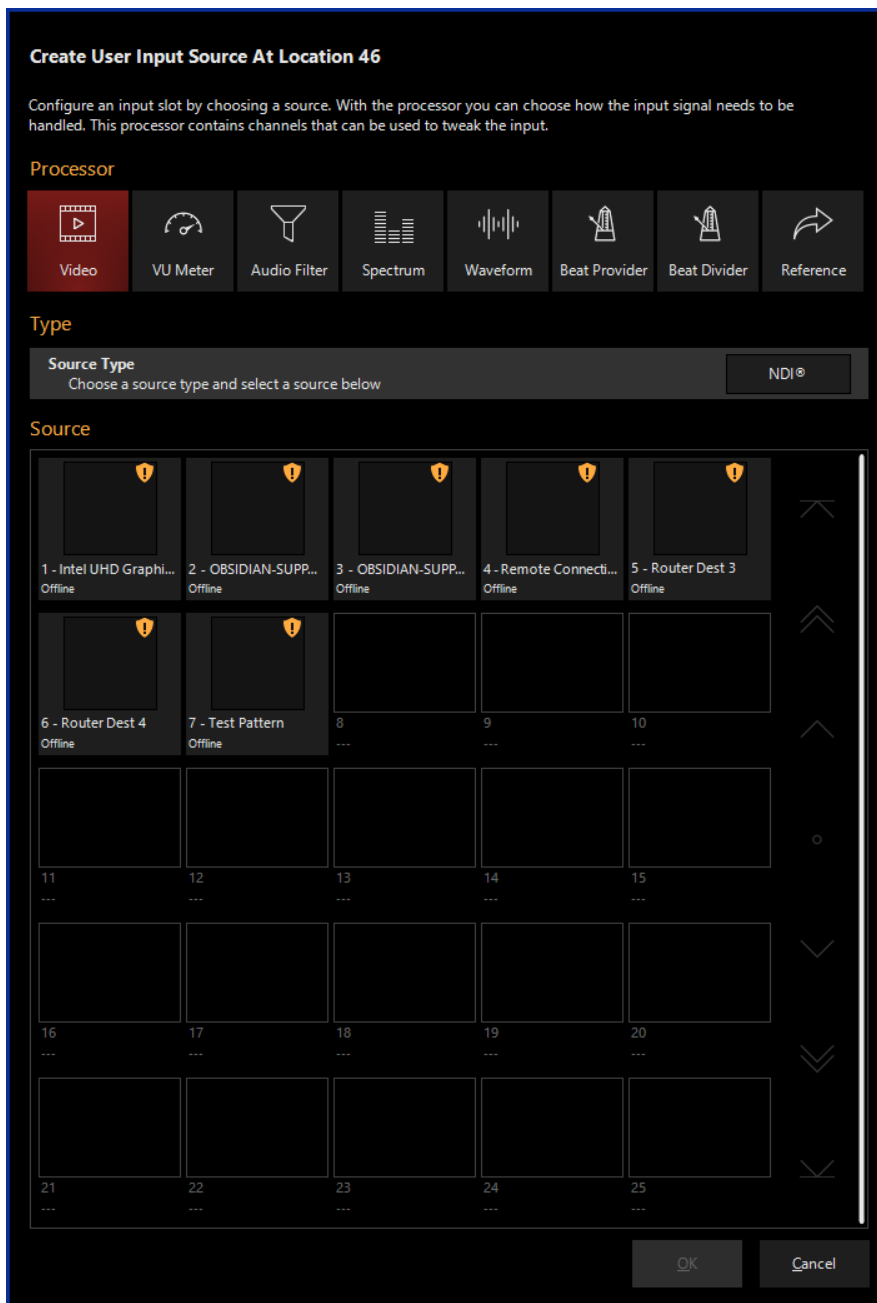 Create User Input Source At Location 46
Configure an input slot by choosing a source. With the processor you can choose how the input signal needs to be
handled. This processor contains channels that can be used to tweak the input.
Processor
Video VU Meter Audio Filter Spectrum Waveform Beat Provider Beat Divider Reference
Type
Source Type
Choose a source type and select a source below
NDI®
Source
1 - Intel UHD Graphi... 2 - OBSIDIAN-SUPP... 3 - OBSIDIAN-SUPP... 4 - Remote Connecti... 5 - Router Dest 3
Offline Offline Offline Offline Offline
6 - Router Dest 4 7 - Test Pattern 8 9 10
Offline Offline --- --- ---
11 12 13 14 15
--- --- --- --- ---
16 17 18 19 20
--- --- --- --- ---
21 22 23 24 25
--- --- --- --- ---
OK Cancel